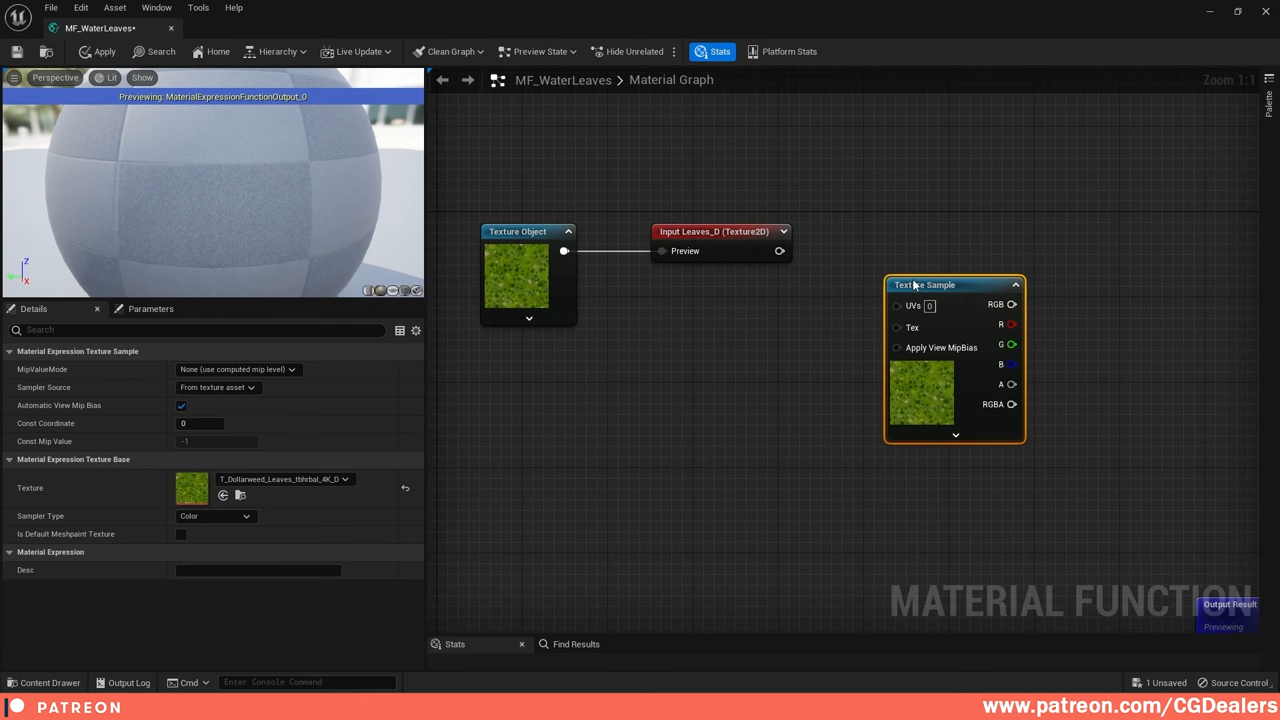 File Edit Asset Window Tools Help
MF_WaterLeaves•
Apply Search Home Hierarchy Live Update Clean Graph Preview State Hide Unrelated Stats Platform Stats
Perspective Lit Show
MF_WaterLeaves Material Graph Zoom 1:1
Palette
Previewing: MaterialExpressionFunctionOutput_0
Texture Object
Input Leaves_D (Texture2D)
Preview
Texture Sample
UVs 0 RGB
R
Tex
G
Apply View MipBias
B
A
RGBA
Z
Y
X
Details Parameters
Search
Material Expression Texture Sample
MipValueMode None (use computed mip level)
Sampler Source From texture asset
Automatic View Mip Bias
Const Coordinate 0
Const Mip Value -1
Material Expression Texture Base
Texture T_Dollarweed_Leaves_tbhrbal_4K_D
Sampler Type Color
Is Default Meshpaint Texture
Material Expression
Desc
MATERIAL FUNCTION
Output Result
Previewing
Stats Find Results
Content Drawer Output Log Cmd Enter Console Command 1 Unsaved Source Control
PATREON www.patreon.com/CGDealers